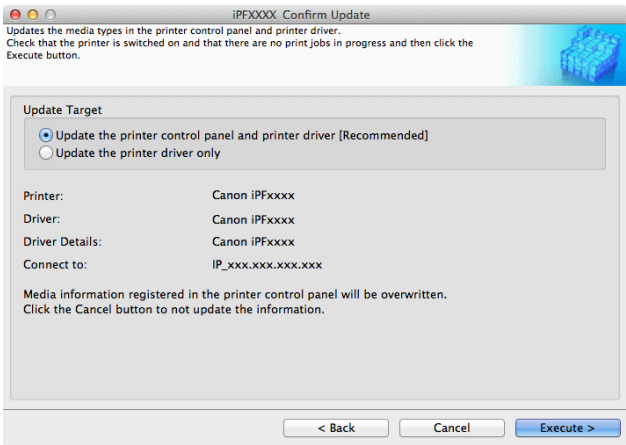 iPFXXXX Confirm Update
Updates the media types in the printer control panel and printer driver.
Check that the printer is switched on and that there are no print jobs in progress and then click the
Execute button.
Update Target
Update the printer control panel and printer driver [Recommended]
Update the printer driver only
Printer: Canon iPFxxxx
Driver: Canon iPFxxxx
Driver Details: Canon iPFxxxx
Connect to: IP_xxx.xxx.xxx.xxx
Media information registered in the printer control panel will be overwritten.
Click the Cancel button to not update the information.
< Back Cancel Execute >